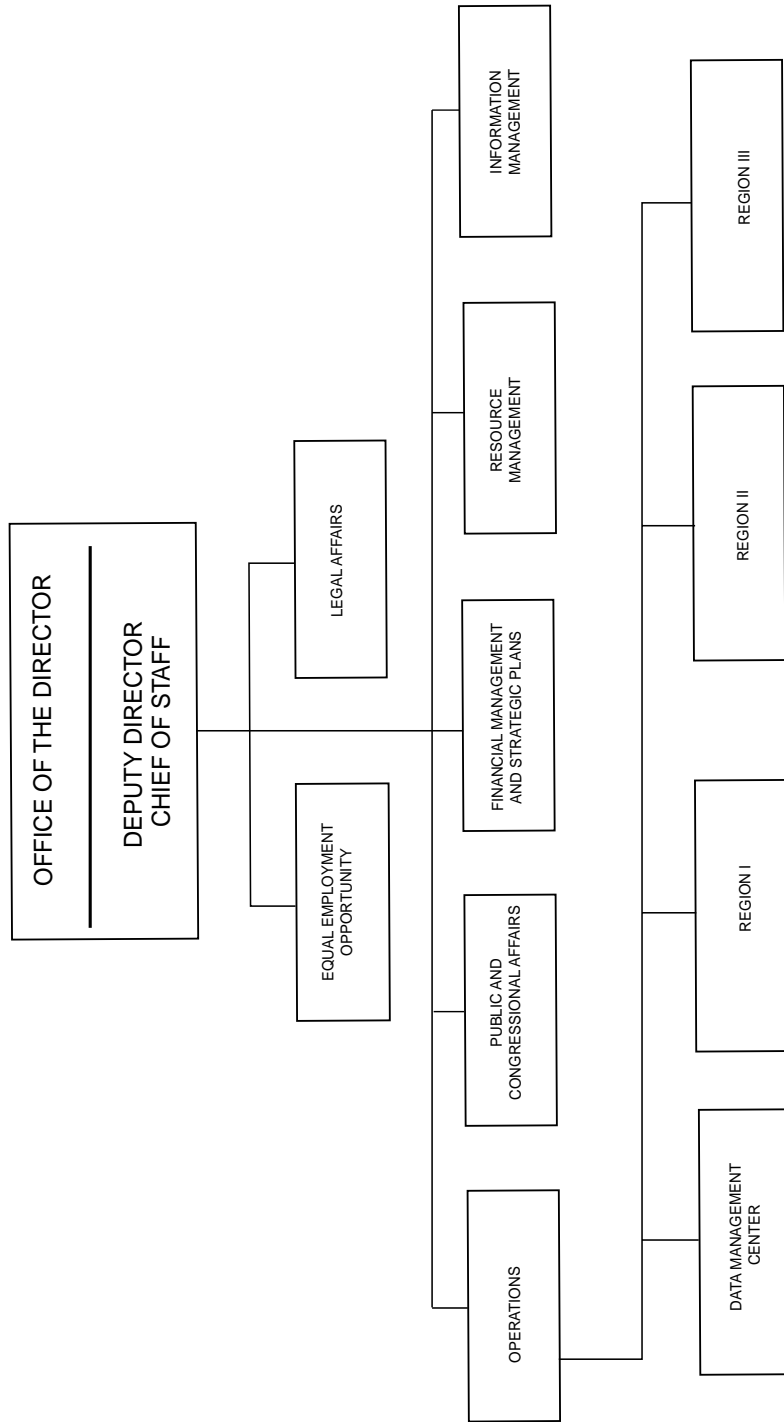 OFFICE OF THE DIRECTOR
DEPUTY DIRECTOR
CHIEF OF STAFF
EQUAL EMPLOYMENT
OPPORTUNITY
LEGAL AFFAIRS
OPERATIONS
PUBLIC AND
CONGRESSIONAL AFFAIRS
FINANCIAL MANAGEMENT
AND STRATEGIC PLANS
RESOURCE
MANAGEMENT
INFORMATION
MANAGEMENT
DATA MANAGEMENT
CENTER
REGION I
REGION II
REGION III